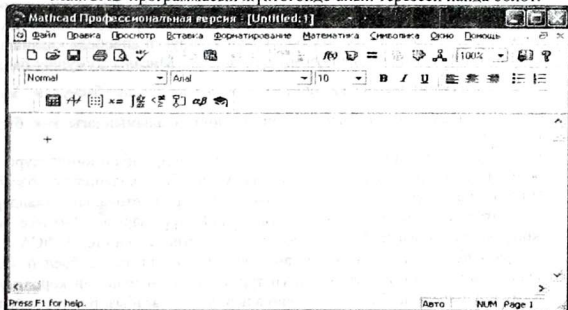 Mathcad Профессиональная версия - [Untitled:1]
Файл Правка Просмотр Вставка Форматирование Математика Символика Окно Помощь
f(x) = 100%
Normal Arial 10 B I U
x= αβ
Press F1 for help. Авто NUM Page 1